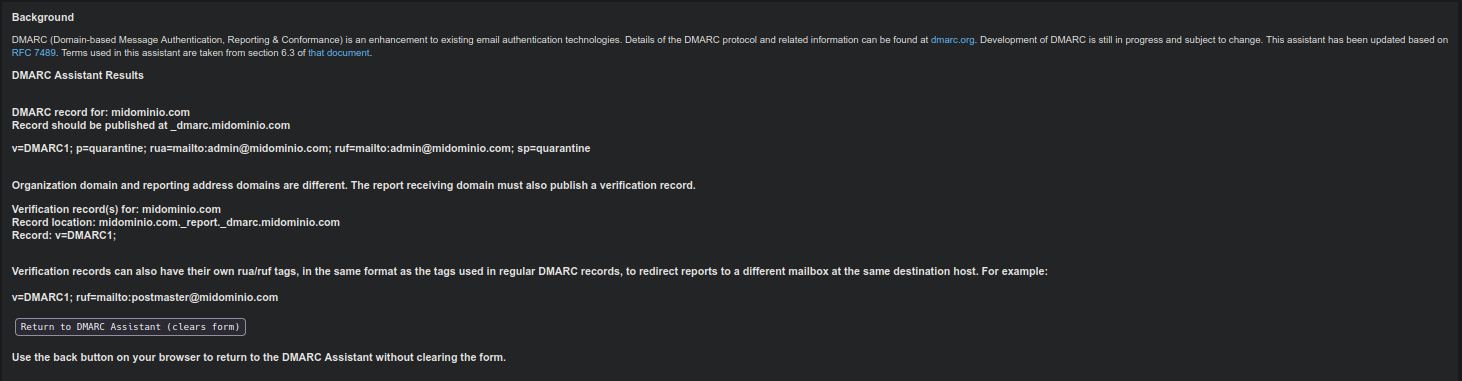 Background
DMARC (Domain-based Message Authentication, Reporting & Conformance) is an enhancement to existing email authentication technologies. Details of the DMARC protocol and related information can be found at dmarc.org. Development of DMARC is still in progress and subject to change. This assistant has been updated based on
RFC 7489. Terms used in this assistant are taken from section 6.3 of that document.
DMARC Assistant Results
DMARC record for: midominio.com
Record should be published at _dmarc.midominio.com
v=DMARC1; p=quarantine; rua=mailto:admin@midominio.com; ruf=mailto:admin@midominio.com; sp=quarantine
Organization domain and reporting address domains are different. The report receiving domain must also publish a verification record.
Verification record(s) for: midominio.com
Record location: midominio.com._report._dmarc.midominio.com
Record: v=DMARC1;
Verification records can also have their own rua/ruf tags, in the same format as the tags used in regular DMARC records, to redirect reports to a different mailbox at the same destination host. For example:
v=DMARC1; ruf=mailto:postmaster@midominio.com
Return to DMARC Assistant (clears form)
Use the back button on your browser to return to the DMARC Assistant without clearing the form.